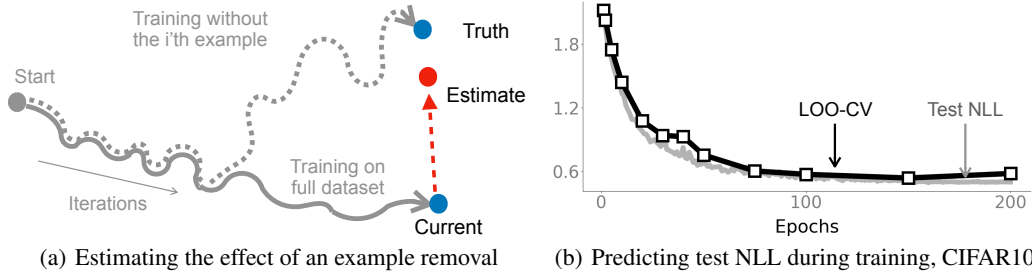 Training without
the i'th example
Truth
Start
Estimate
Training on
full dataset
Iterations
Current
(a) Estimating the effect of an example removal
1.8
1.2
0.6
LOO-CV
Test NLL
0
100
200
Epochs
(b) Predicting test NLL during training, CIFAR10